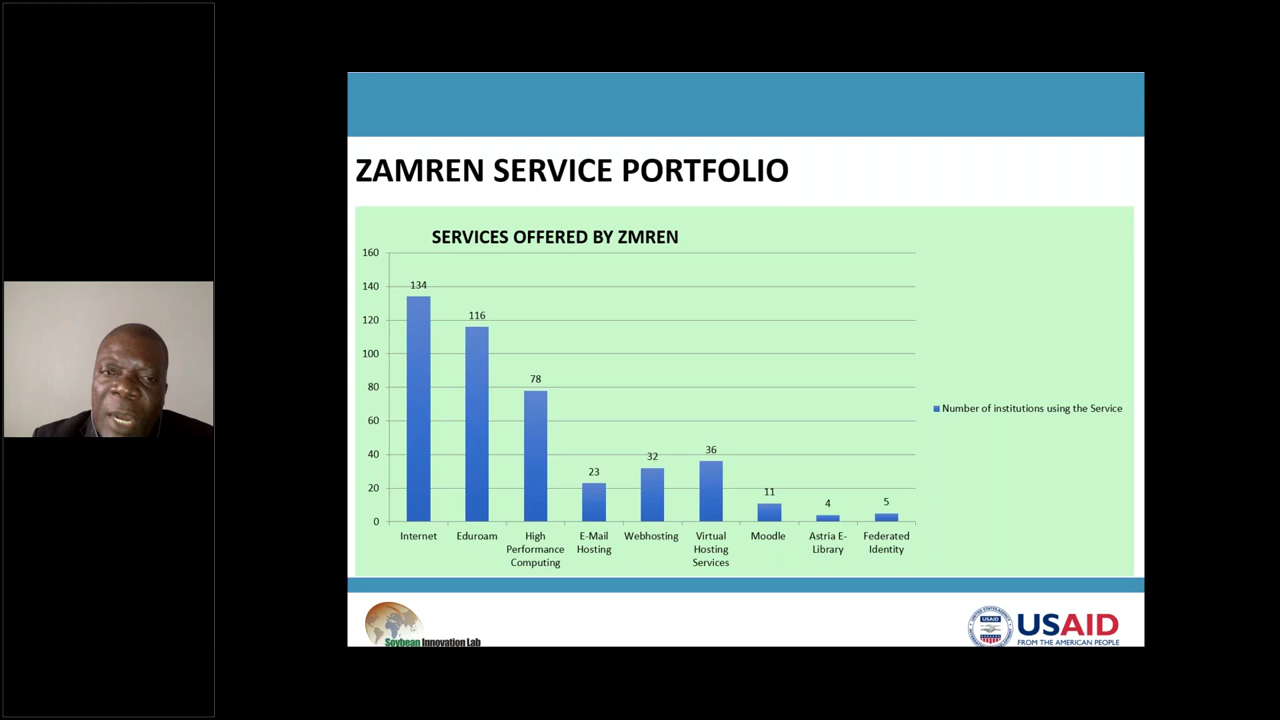 ZAMREN SERVICE PORTFOLIO
SERVICES OFFERED BY ZMREN
160
140
120
100
80
60
40
20
0
134
116
78
23
32
36
11
4
5
Internet
Eduroam
High
Performance
Computing
E-Mail
Hosting
Webhosting
Virtual
Hosting
Services
Moodle
Astria E-
Library
Federated
Identity
Number of institutions using the Service
Soybean Innovation Lab
USAID
USAID
FROM THE AMERICAN PEOPLE